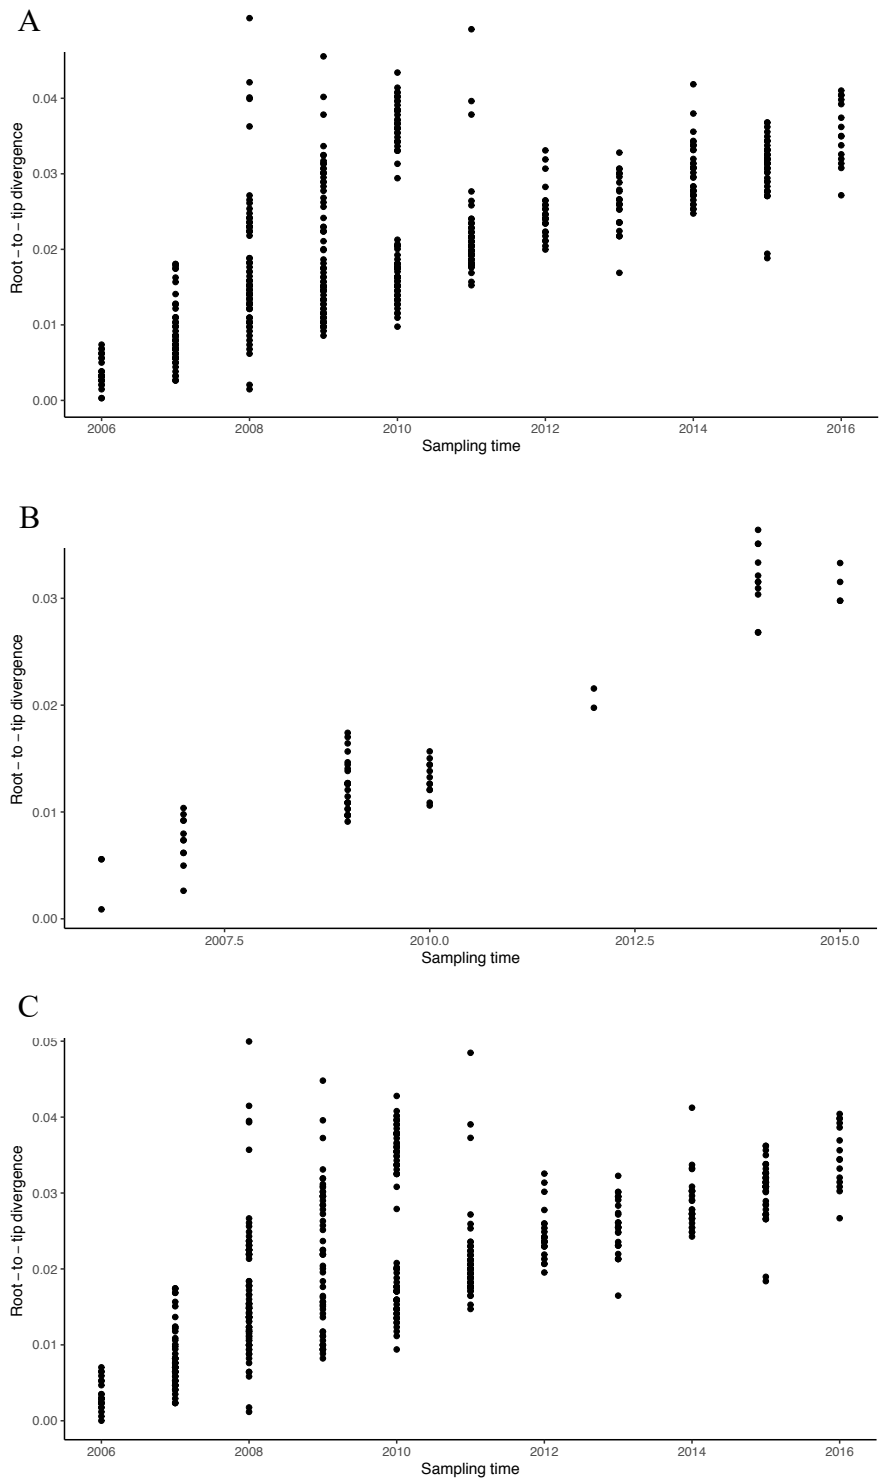 A
0.04
0.03
0.02
0.01
0.00
Root – to – tip divergence
2006 2008 2010 2012 2014 2016
Sampling time
B
0.03
0.02
0.01
0.00
Root – to – tip divergence
2007.5 2010.0 2012.5 2015.0
Sampling time
C
0.05
0.04
0.03
0.02
0.01
0.00
Root – to – tip divergence
2006 2008 2010 2012 2014 2016
Sampling time